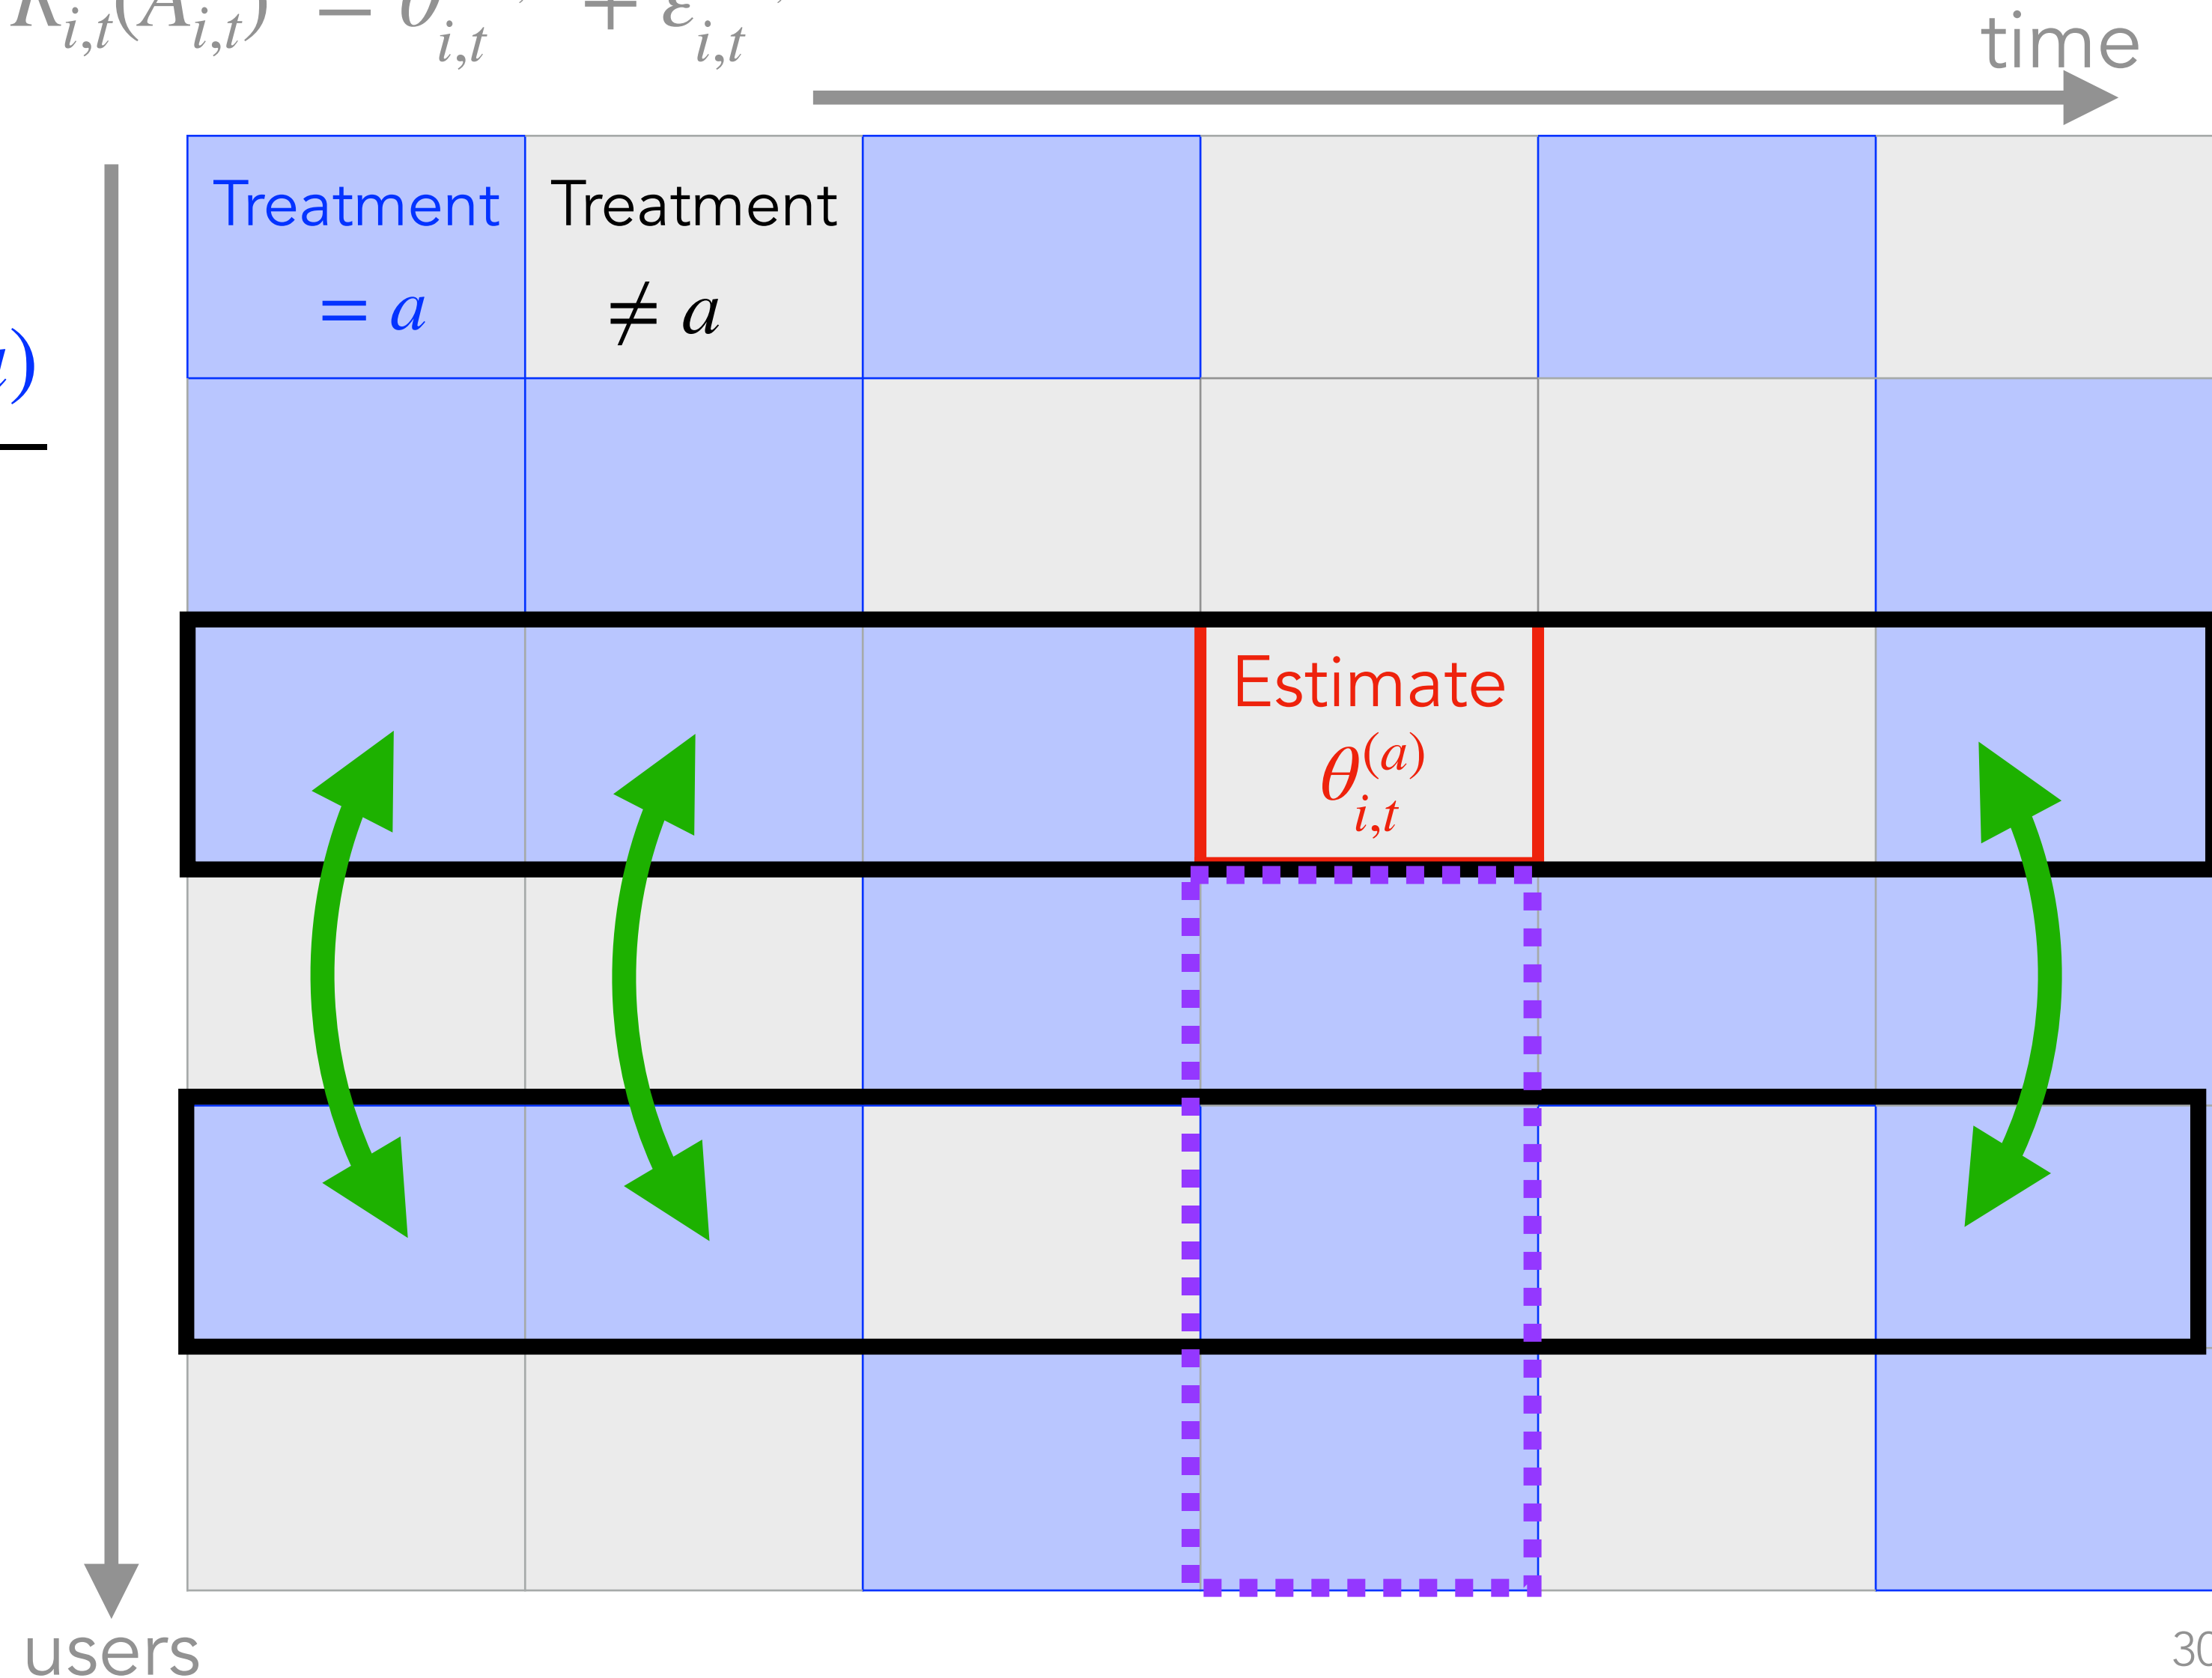 time
Treatment
= a
Treatment
≠ a
Estimate
θ_{i,t}^{(a)}
users